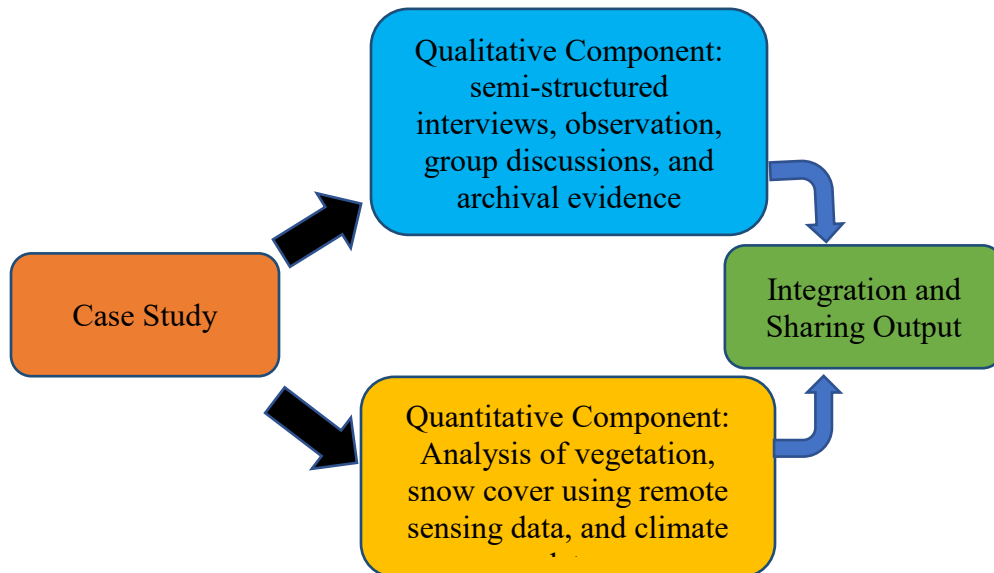 Qualitative Component:
semi-structured
interviews, observation,
group discussions, and
archival evidence
Case Study
Integration and
Sharing Output
Quantitative Component:
Analysis of vegetation,
snow cover using remote
sensing data, and climate